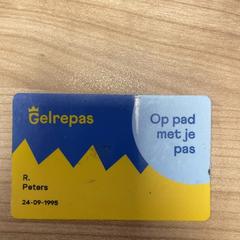 Gelrepas
Op pad
met je
pas
R.
Peters
24-09-1995